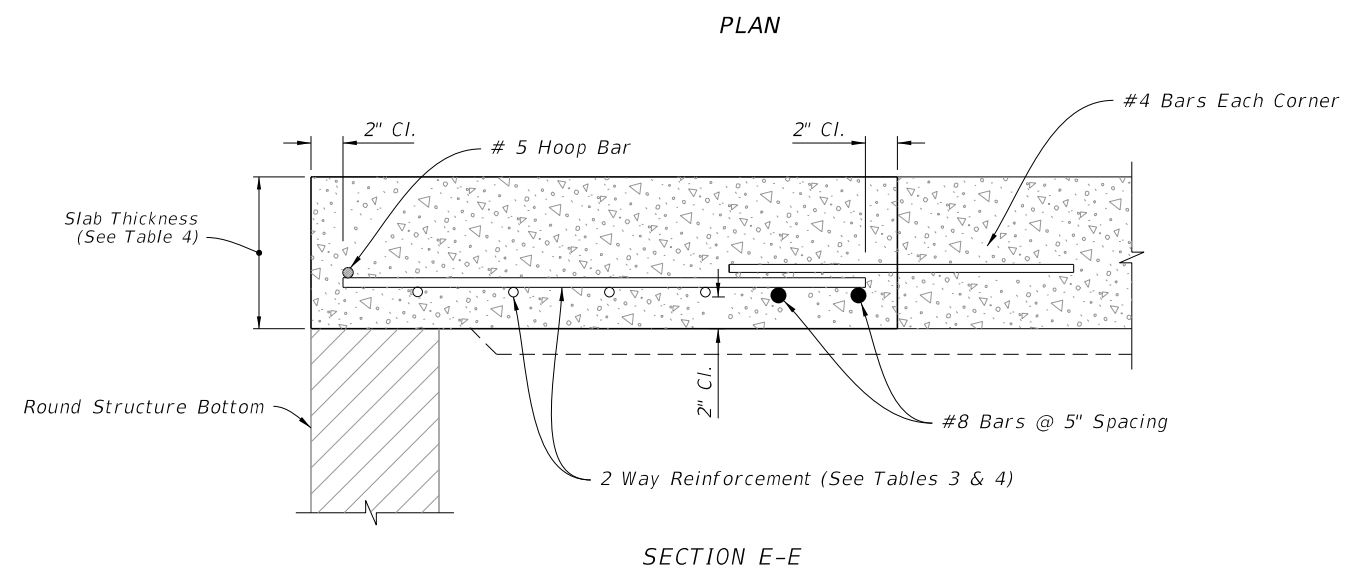 PLAN
#4 Bars Each Corner
2" Cl.
2" Cl.
# 5 Hoop Bar
Slab Thickness
(See Table 4)
2" Cl.
Round Structure Bottom
#8 Bars @ 5" Spacing
2 Way Reinforcement (See Tables 3 & 4)
SECTION E-E